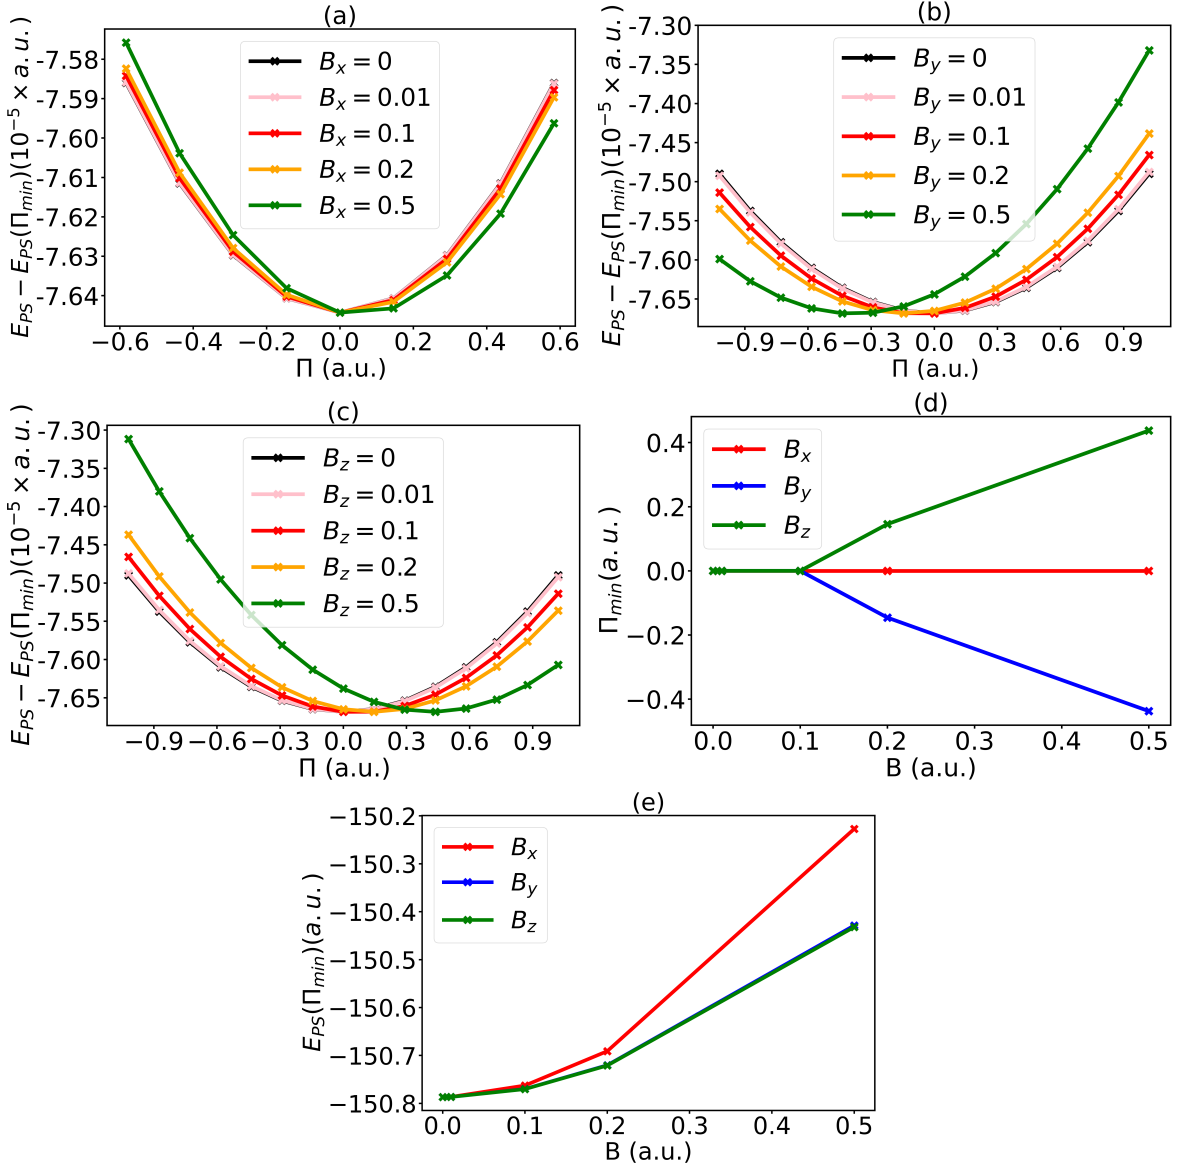 (a)
E_PS − E_PS(Π_min)(10^−5 × a.u.)
-7.58
-7.59
-7.60
-7.61
-7.62
-7.63
-7.64
B_x = 0
B_x = 0.01
B_x = 0.1
B_x = 0.2
B_x = 0.5
−0.6 −0.4 −0.2 0.0 0.2 0.4 0.6
Π (a.u.)
(b)
E_PS − E_PS(Π_min)(10^−5 × a.u.)
-7.30
-7.35
-7.40
-7.45
-7.50
-7.55
-7.60
-7.65
B_y = 0
B_y = 0.01
B_y = 0.1
B_y = 0.2
B_y = 0.5
−0.9 −0.6 −0.3 0.0 0.3 0.6 0.9
Π (a.u.)
(c)
E_PS − E_PS(Π_min)(10^−5 × a.u.)
-7.30
-7.35
-7.40
-7.45
-7.50
-7.55
-7.60
-7.65
B_z = 0
B_z = 0.01
B_z = 0.1
B_z = 0.2
B_z = 0.5
−0.9 −0.6 −0.3 0.0 0.3 0.6 0.9
Π (a.u.)
(d)
Π_min(a.u.)
0.4
0.2
0.0
−0.2
−0.4
B_x
B_y
B_z
0.0 0.1 0.2 0.3 0.4 0.5
B (a.u.)
(e)
E_PS(Π_min)(a.u.)
−150.2
−150.3
−150.4
−150.5
−150.6
−150.7
−150.8
B_x
B_y
B_z
0.0 0.1 0.2 0.3 0.4 0.5
B (a.u.)